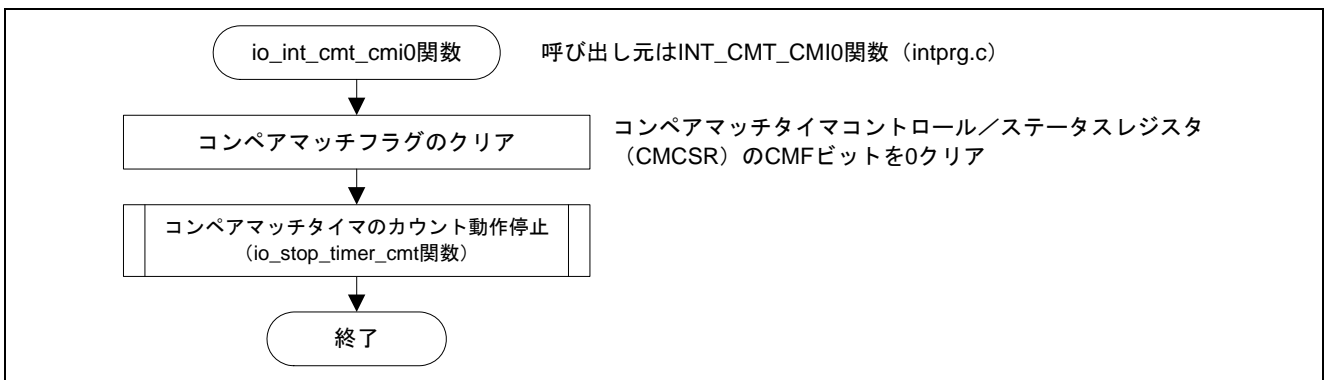 io_int_cmt_cmi0関数
呼び出し元はINT_CMT_CMI0関数（intprg.c）
コンペアマッチフラグのクリア
コンペアマッチタイマコントロール／ステータスレジスタ
（CMCSR）のCMFビットを0クリア
コンペアマッチタイマのカウント動作停止
（io_stop_timer_cmt関数）
終了